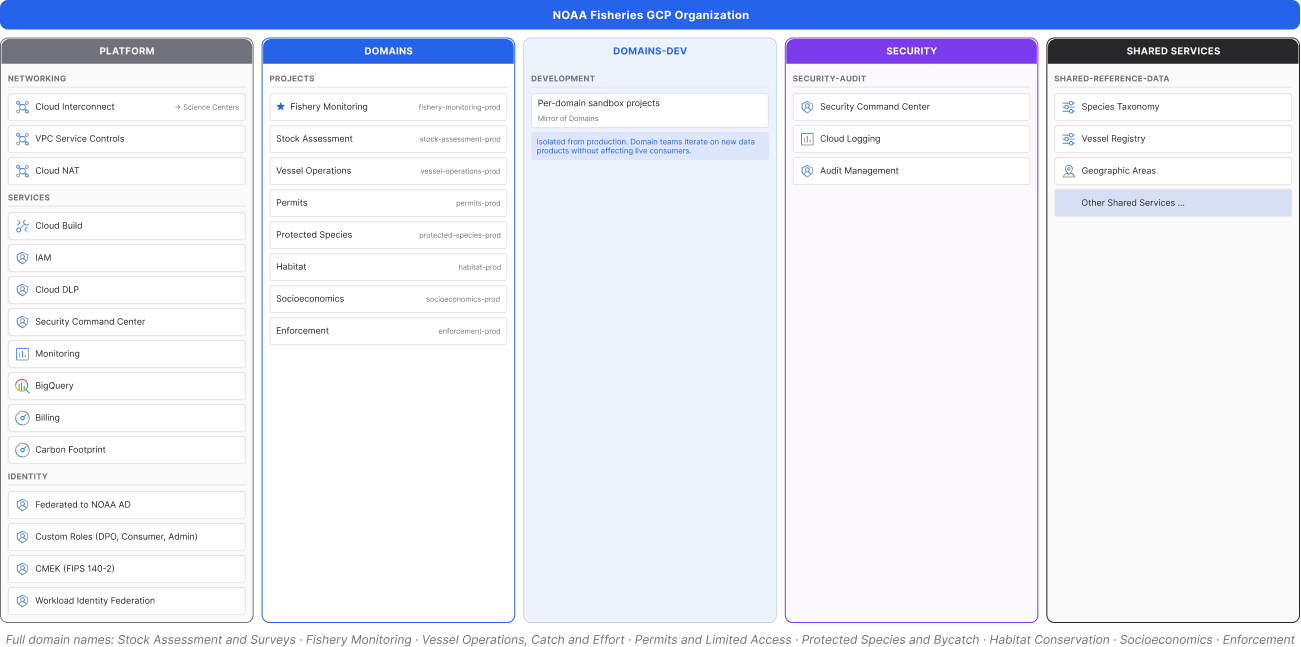 NOAA Fisheries GCP Organization
PLATFORM
NETWORKING
Cloud Interconnect → Science Centers
VPC Service Controls
Cloud NAT
SERVICES
Cloud Build
IAM
Cloud DLP
Security Command Center
Monitoring
BigQuery
Billing
Carbon Footprint
IDENTITY
Federated to NOAA AD
Custom Roles (DPO, Consumer, Admin)
CMEK (FIPS 140-2)
Workload Identity Federation
DOMAINS
PROJECTS
Fishery Monitoring fishery-monitoring-prod
Stock Assessment stock-assessment-prod
Vessel Operations vessel-operations-prod
Permits permits-prod
Protected Species protected-species-prod
Habitat habitat-prod
Socioeconomics socioeconomics-prod
Enforcement enforcement-prod
DOMAINS-DEV
DEVELOPMENT
Per-domain sandbox projects
Mirror of Domains
Isolated from production. Domain teams iterate on new data
products without affecting live consumers.
SECURITY
SECURITY-AUDIT
Security Command Center
Cloud Logging
Audit Management
SHARED SERVICES
SHARED-REFERENCE-DATA
Species Taxonomy
Vessel Registry
Geographic Areas
Other Shared Services ...
Full domain names: Stock Assessment and Surveys · Fishery Monitoring · Vessel Operations, Catch and Effort · Permits and Limited Access · Protected Species and Bycatch · Habitat Conservation · Socioeconomics · Enforcement